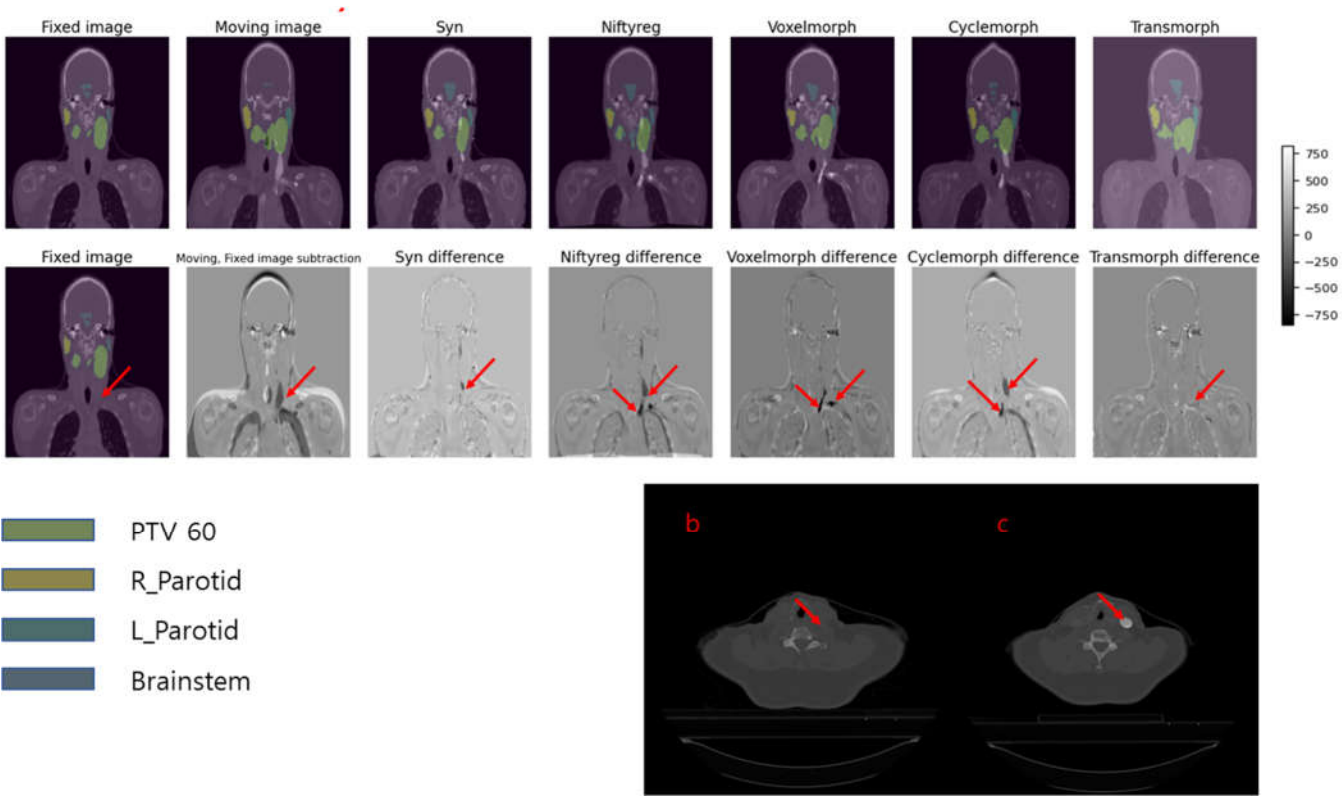 Fixed image Moving image Syn Niftyreg Voxelmorph Cyclemorph Transmorph
750
500
250
0
−250
−500
−750
Fixed image Moving, Fixed image subtraction Syn difference Niftyreg difference Voxelmorph difference Cyclemorph difference Transmorph difference
PTV 60
R_Parotid
L_Parotid
Brainstem
b c